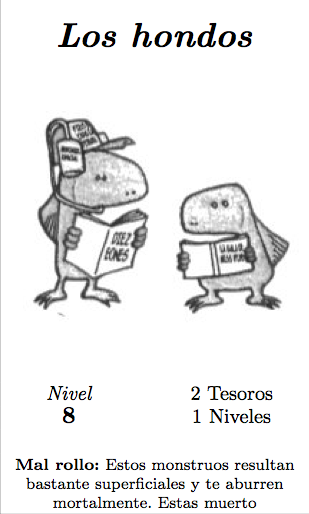 Los hondos
DIEZ
EONES
Nivel
2 Tesoros
8
1 Niveles
Mal rollo: Estos monstruos resultan
bastante superficiales y te aburren
mortalmente. Estas muerto